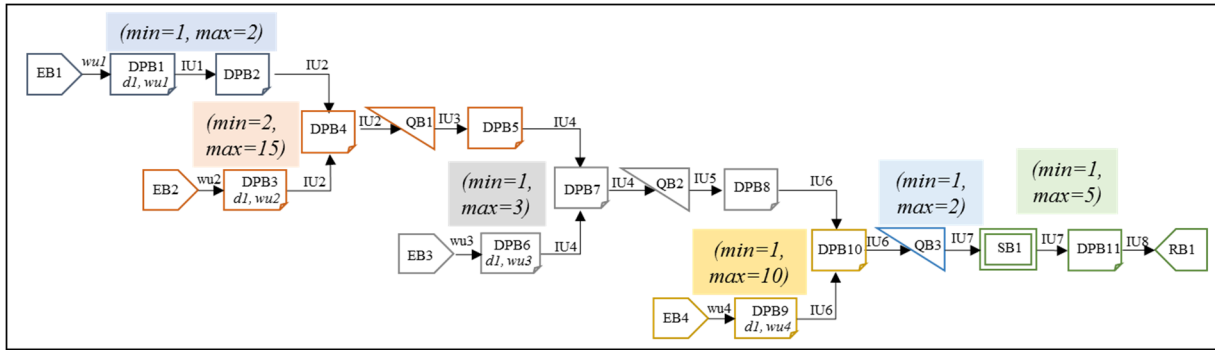 (min=1, max=2)
EB1
wu1
DPB1
d1, wu1
IU1
DPB2
IU2
(min=2,
max=15)
DPB4
IU2
QB1
IU3
DPB5
IU4
EB2
wu2
DPB3
d1, wu2
IU2
(min=1,
max=3)
DPB7
IU4
QB2
IU5
DPB8
IU6
EB3
wu3
DPB6
d1, wu3
IU4
(min=1,
max=2)
(min=1,
max=5)
(min=1,
max=10)
DPB10
IU6
QB3
IU7
SB1
IU7
DPB11
IU8
RB1
EB4
wu4
DPB9
d1, wu4
IU6